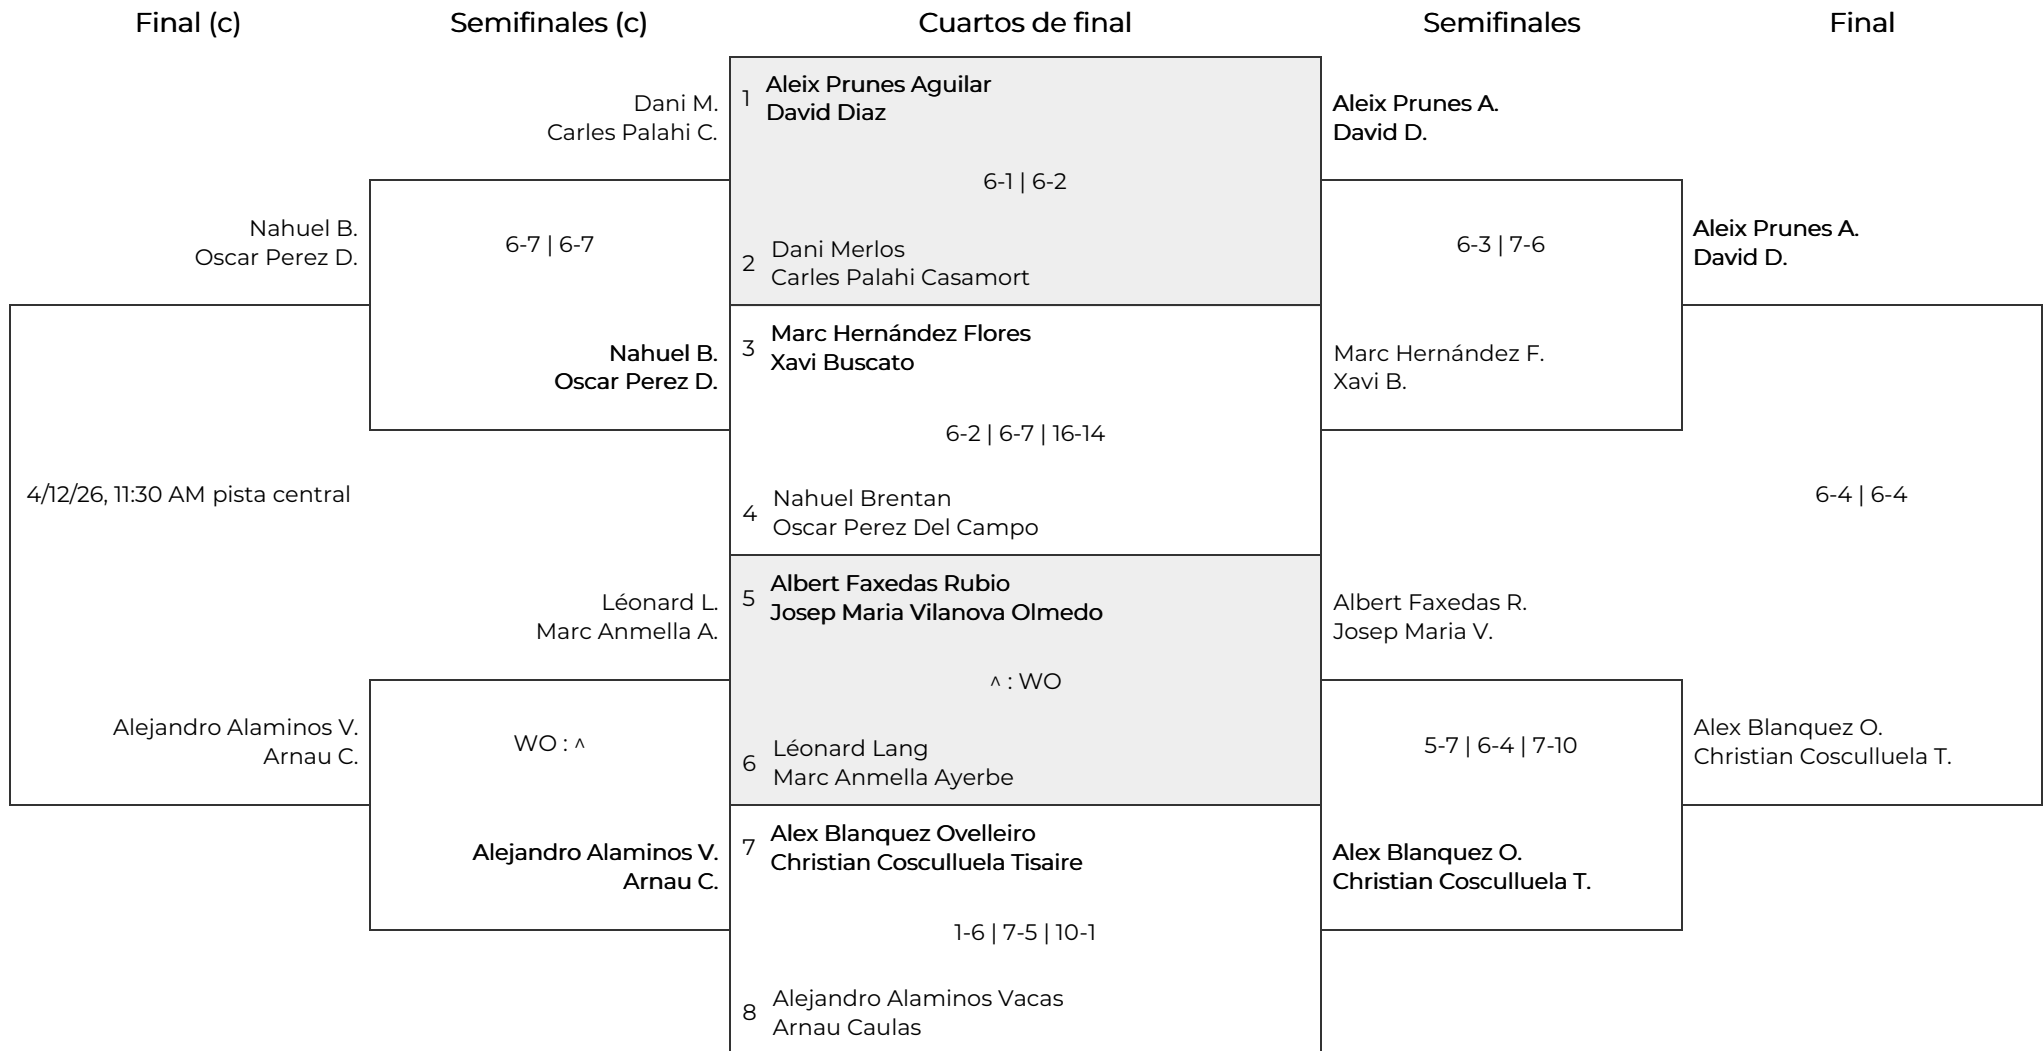 Final (c)
Semifinales (c)
Cuartos de final
Semifinales
Final
Nahuel B.
Oscar Perez D.
4/12/26, 11:30 AM pista central
Alejandro Alaminos V.
Arnau C.
Dani M.
Carles Palahi C.
6-7 | 6-7
Nahuel B.
Oscar Perez D.
Léonard L.
Marc Anmella A.
WO : ^
Alejandro Alaminos V.
Arnau C.
1 Aleix Prunes Aguilar
David Diaz
6-1 | 6-2
2 Dani Merlos
Carles Palahi Casamort
3 Marc Hernández Flores
Xavi Buscato
6-2 | 6-7 | 16-14
4 Nahuel Brentan
Oscar Perez Del Campo
5 Albert Faxedas Rubio
Josep Maria Vilanova Olmedo
^ : WO
6 Léonard Lang
Marc Anmella Ayerbe
7 Alex Blanquez Ovelleiro
Christian Cosculluela Tisaire
1-6 | 7-5 | 10-1
8 Alejandro Alaminos Vacas
Arnau Caulas
Aleix Prunes A.
David D.
6-3 | 7-6
Marc Hernández F.
Xavi B.
Albert Faxedas R.
Josep Maria V.
5-7 | 6-4 | 7-10
Alex Blanquez O.
Christian Cosculluela T.
Aleix Prunes A.
David D.
6-4 | 6-4
Alex Blanquez O.
Christian Cosculluela T.